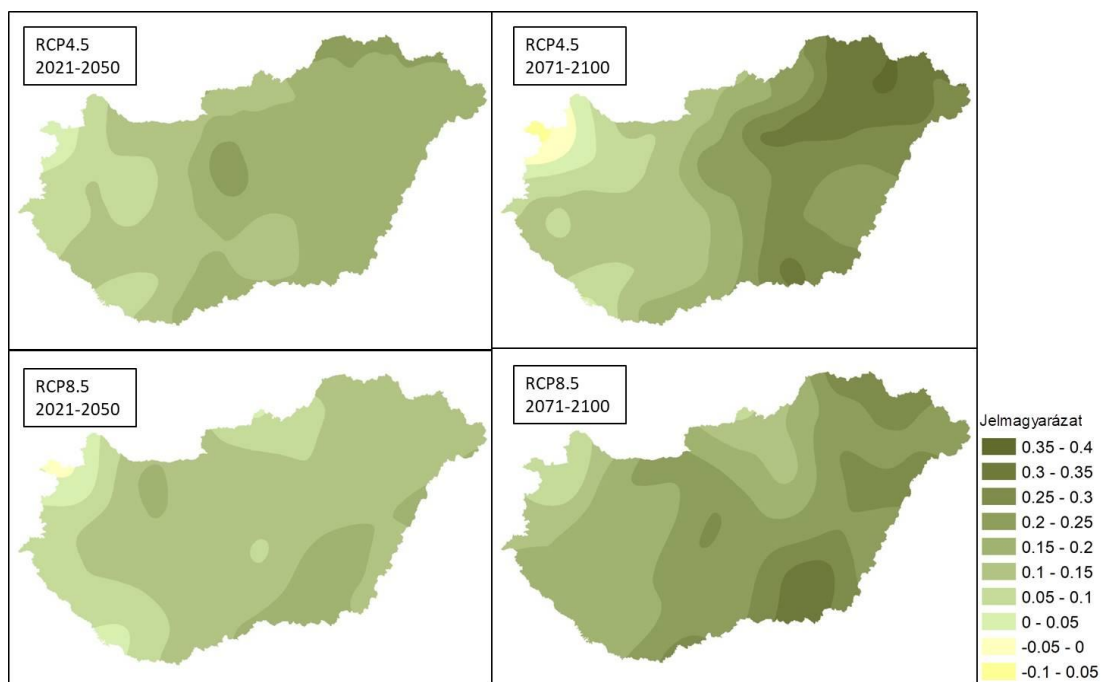 RCP4.5
2021-2050
RCP4.5
2071-2100
RCP8.5
2021-2050
RCP8.5
2071-2100
Jelmagyarázat
0.35 - 0.4
0.3 - 0.35
0.25 - 0.3
0.2 - 0.25
0.15 - 0.2
0.1 - 0.15
0.05 - 0.1
0 - 0.05
-0.05 - 0
-0.1 - 0.05